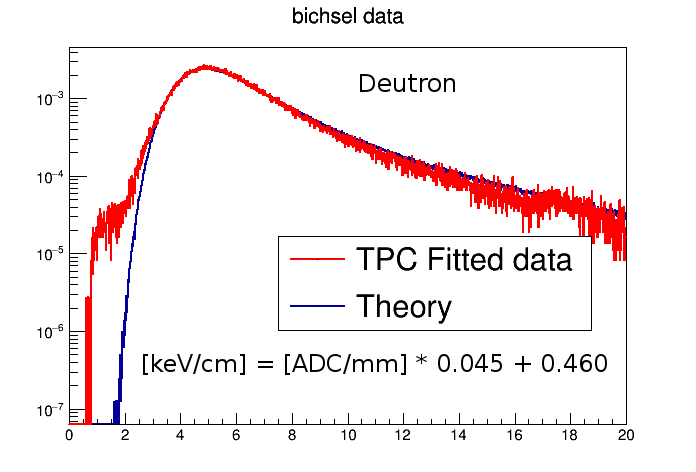 bichsel data
Deutron
10⁻³
10⁻⁴
10⁻⁵
10⁻⁶
10⁻⁷
TPC Fitted data
Theory
[keV/cm] = [ADC/mm] * 0.045 + 0.460
0 2 4 6 8 10 12 14 16 18 20